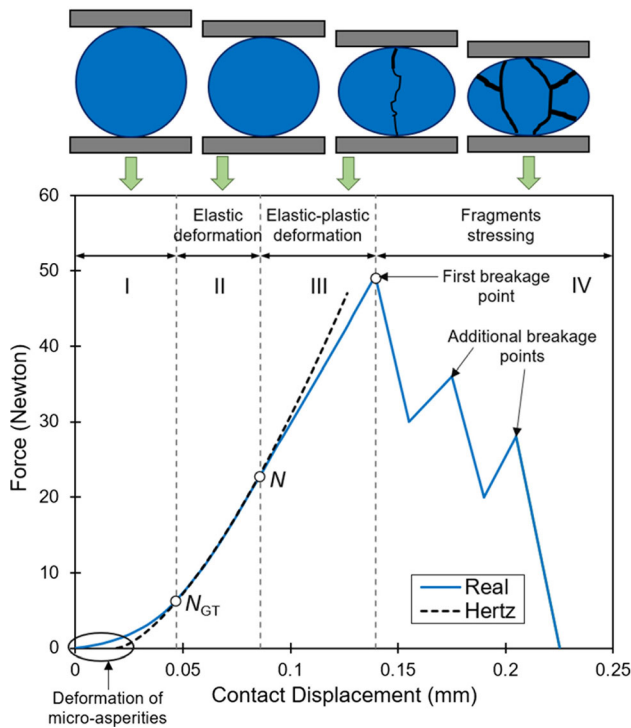 60
50
40
30
20
10
0
Force (Newton)
Elastic
deformation
Elastic-plastic
deformation
Fragments
stressing
I
II
III
IV
First breakage
point
Additional breakage
points
N
N_GT
Real
Hertz
0
0.05
0.1
0.15
0.2
0.25
Deformation of
micro-asperities
Contact Displacement (mm)